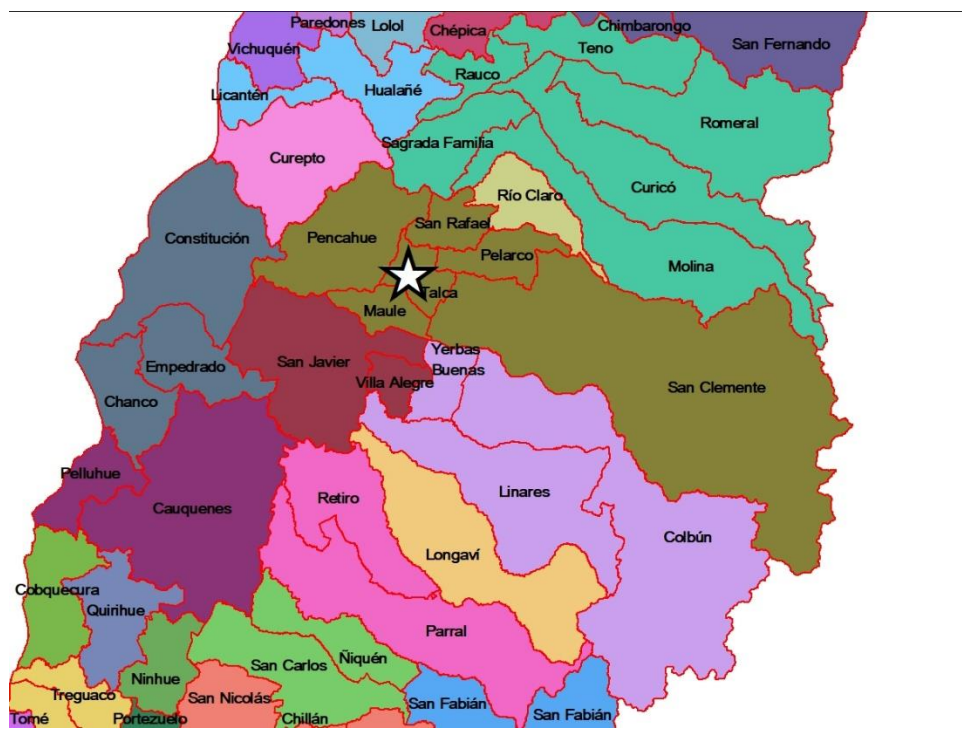 Paredones
Lolol
Chépica
Chimbarongo
San Fernando
Vichuquén
Teno
Rauco
Licantén
Hualañé
Romeral
Sagrada Familia
Curepto
Curicó
Río Claro
San Rafael
Constitución
Pencahue
Pelarco
Molina
Talca
Maule
Yerbas
Buenas
San Javier
Empedrado
Villa Alegre
San Clemente
Chanco
Pelluhue
Cauquenes
Retiro
Linares
Colbún
Longaví
Cobquecura
Quirihue
Parral
Ñiquén
San Carlos
Ninhue
Treguaco
San Nicolás
San Fabián
San Fabián
Tomé
Portezuelo
Chillán